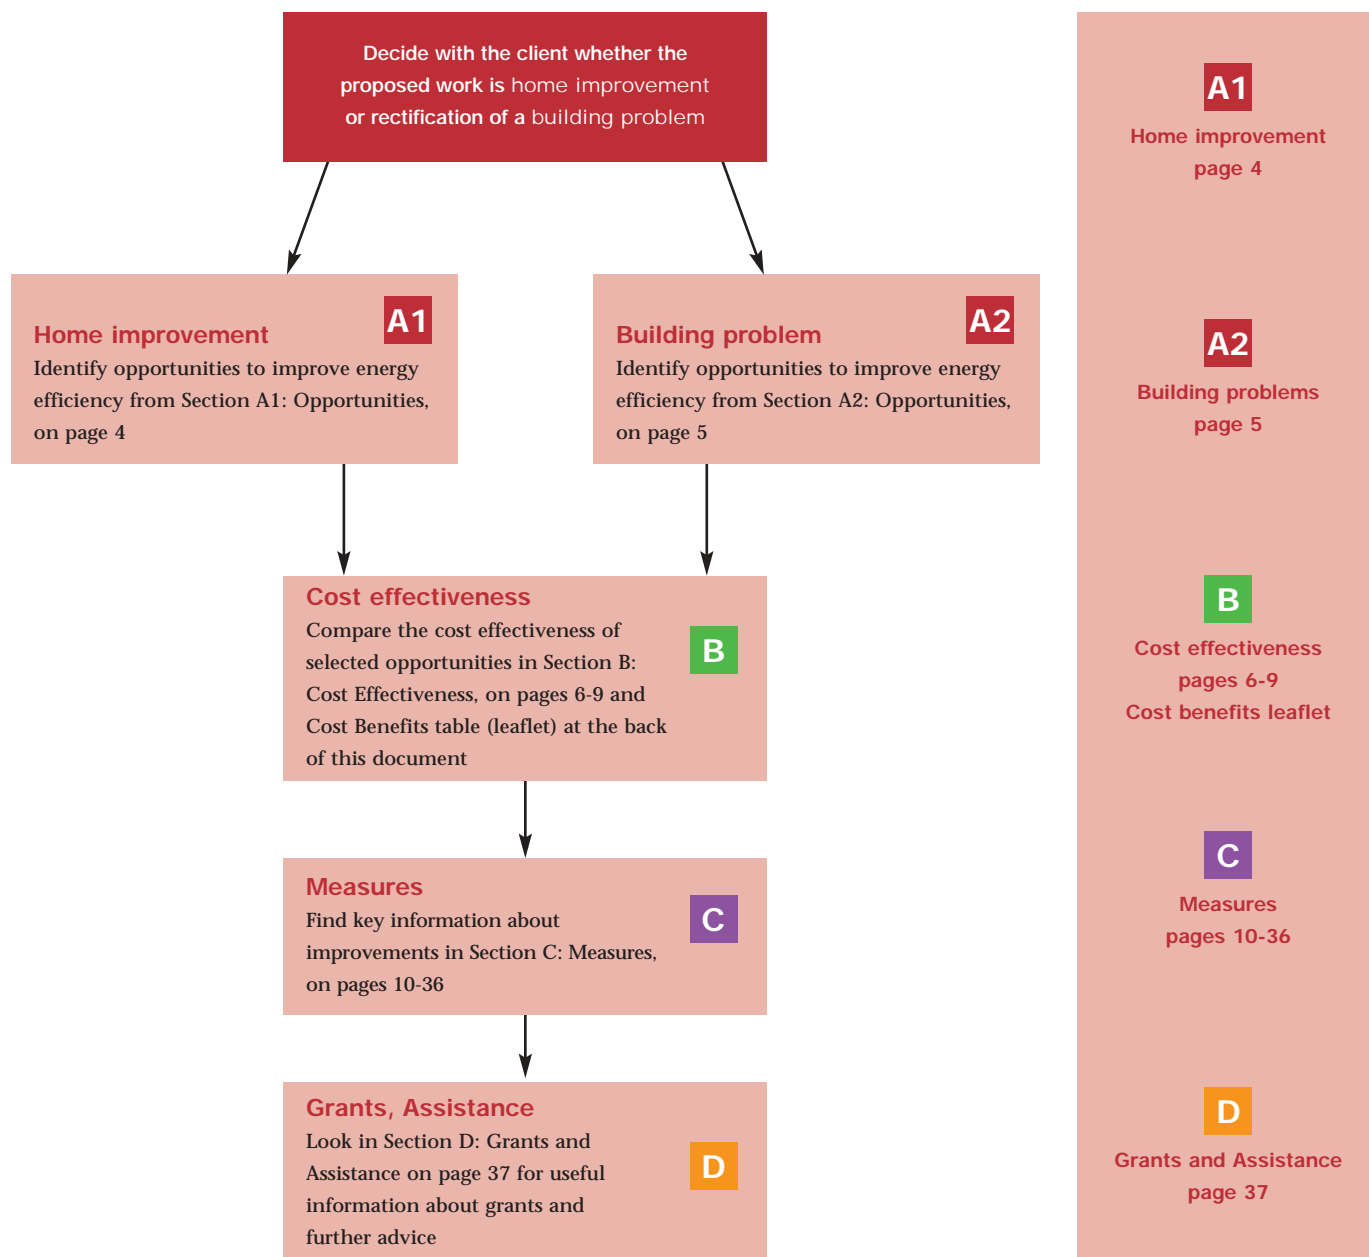 Decide with the client whether the
proposed work is home improvement
or rectification of a building problem
A1
Home improvement
Identify opportunities to improve energy
efficiency from Section A1: Opportunities,
on page 4
A2
Building problem
Identify opportunities to improve energy
efficiency from Section A2: Opportunities,
on page 5
Cost effectiveness
Compare the cost effectiveness of
selected opportunities in Section B:
Cost Effectiveness, on pages 6-9 and
Cost Benefits table (leaflet) at the back
of this document
B
Measures
Find key information about
improvements in Section C: Measures,
on pages 10-36
C
Grants, Assistance
Look in Section D: Grants and
Assistance on page 37 for useful
information about grants and
further advice
D
A1
Home improvement
page 4
A2
Building problems
page 5
B
Cost effectiveness
pages 6-9
Cost benefits leaflet
C
Measures
pages 10-36
D
Grants and Assistance
page 37